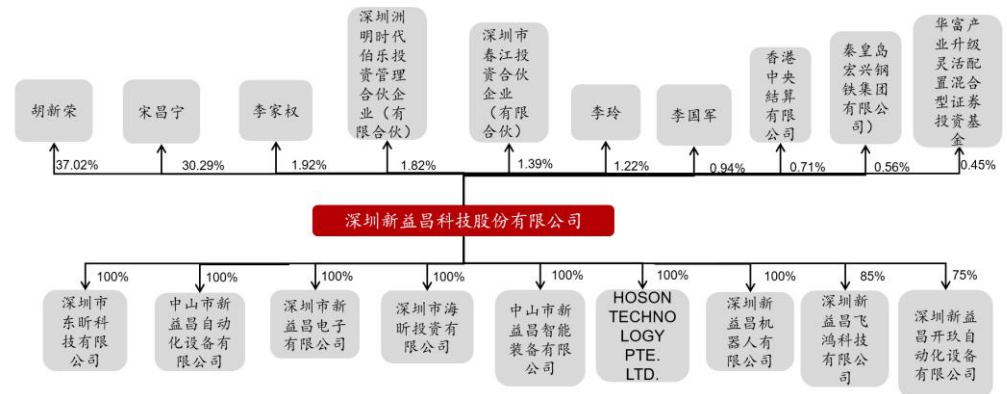 胡新荣
宋昌宁
李家权
深圳洲
明时代
伯乐投
资管理
合伙企
业（有
限合伙）
深圳市
春江投
资合伙
企业
（有限
合伙）
李玲
李国军
香港
中央
结算
有限
公司
秦皇岛
宏兴钢
铁集团
有限公
司）
华富产
业升级
灵活配
置混合
型证券
投资基
金
37.02%
30.29%
1.92%
1.82%
1.39%
1.22%
0.94%
0.71%
0.56%
0.45%
深圳新益昌科技股份有限公司
100%
100%
100%
100%
100%
100%
100%
85%
75%
深圳市
东昕科
技有限
公司
中山市新
益昌自动
化设备有
限公司
深圳市新
益昌电子
有限公司
深圳市海
昕投资有
限公司
中山市新
益昌智能
装备有限
公司
HOSON
TECHNO
LOGY
PTE.
LTD.
深圳新
益昌机
器人有
限公司
深圳新
益昌飞
鸿科技
有限公
司
深圳新益
昌开玖自
动化设备
有限公司